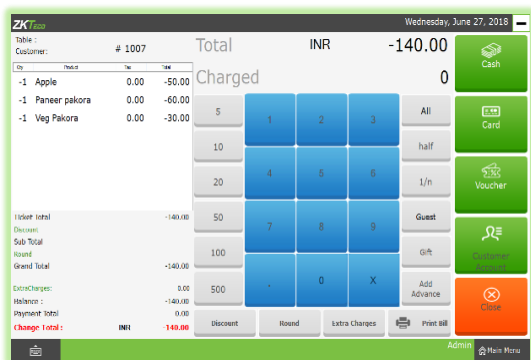 ZKTeco
Wednesday, June 27, 2018
Table :
Customer:
# 1007
Qty Product Tax Total
-1 Apple 0.00 -50.00
-1 Paneer pakora 0.00 -60.00
-1 Veg Pakora 0.00 -30.00
Ticket Total -140.00
Discount
Sub Total
Round
Grand Total -140.00
ExtraCharges: 0.00
Balance : -140.00
Payment Total 0.00
Change Total: INR -140.00
Total INR -140.00
Charged 0
5 1 2 3 All
10 half
20 4 5 6 1/n
50 7 8 9 Guest
100 Gift
500 . 0 X Add
Advance
Discount Round Extra Charges Print Bill
Cash
Card
Voucher
Customer
Account
Close
Admin
Main Menu